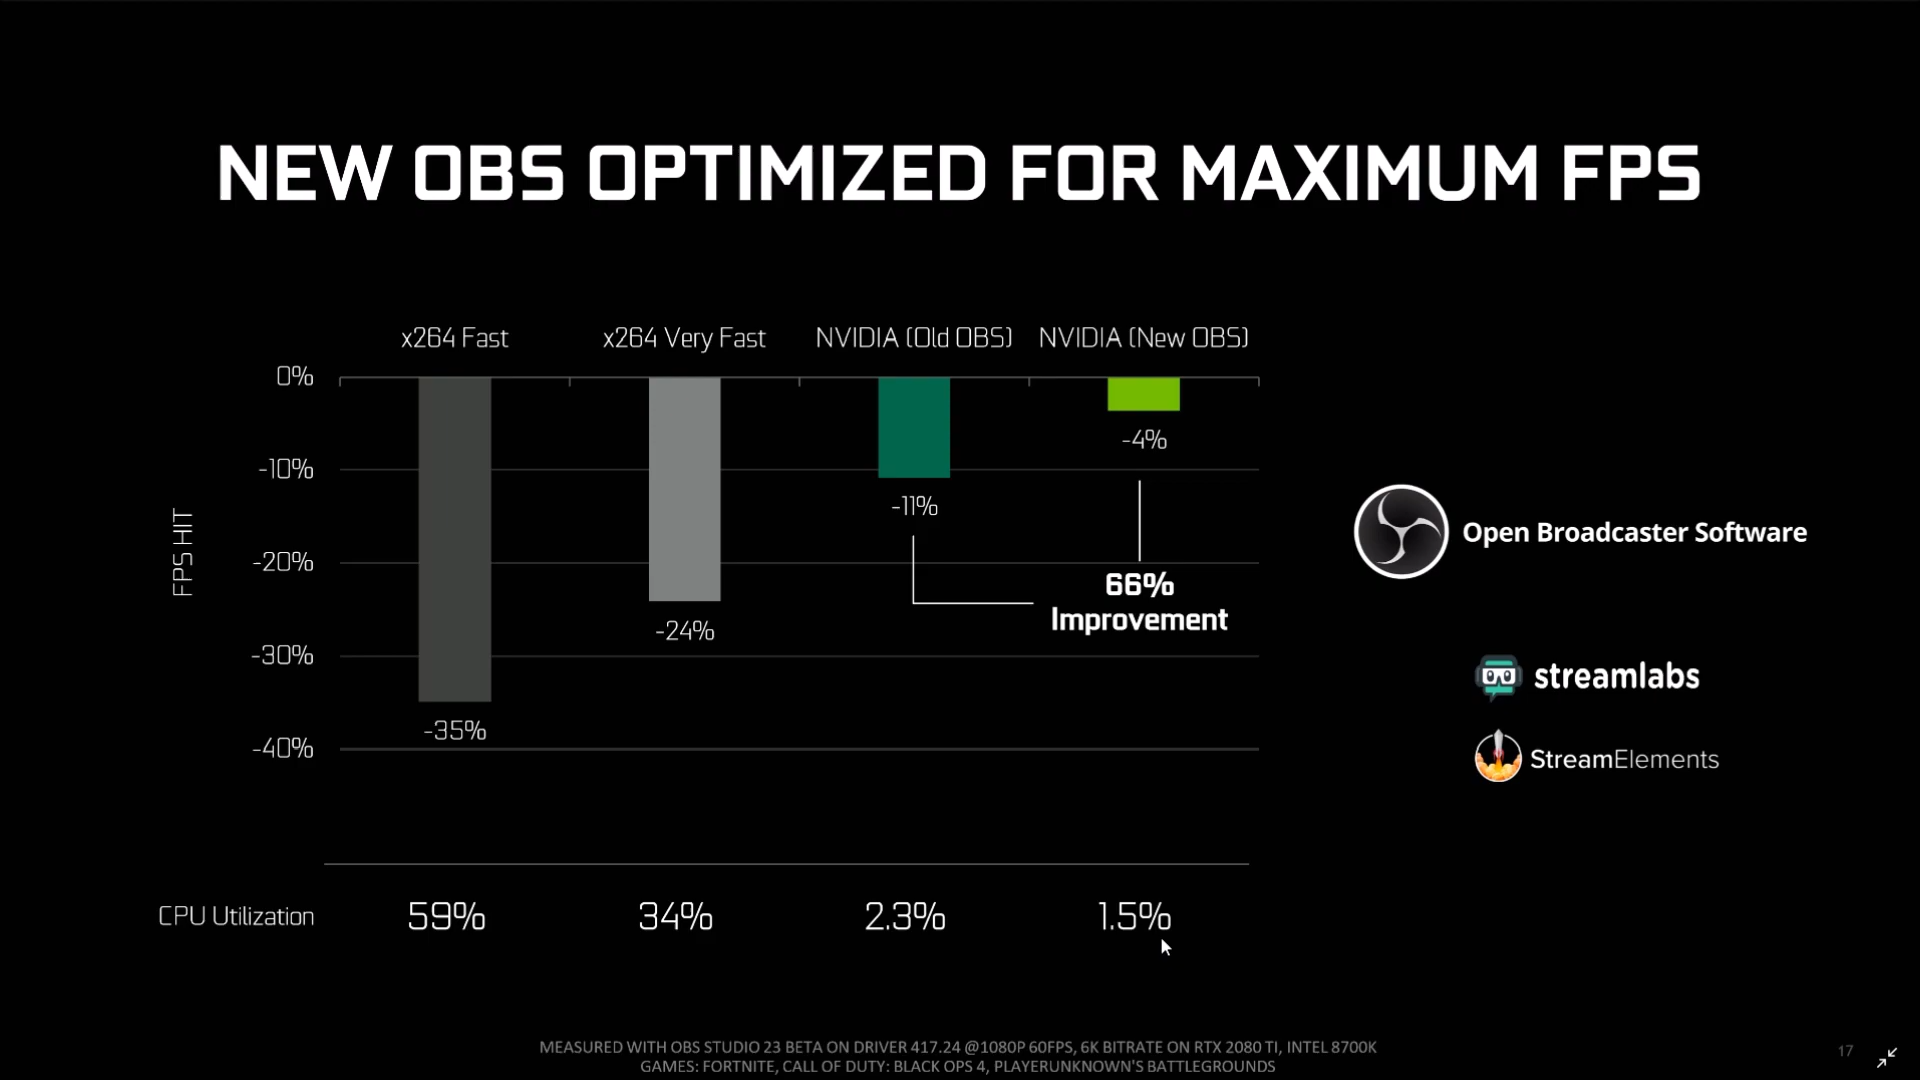 NEW OBS OPTIMIZED FOR MAXIMUM FPS
x264 Fast
x264 Very Fast
NVIDIA (Old OBS)
NVIDIA (New OBS)
0%
-10%
-20%
-30%
-40%
FPS HIT
-35%
-24%
-11%
-4%
66%
Improvement
Open Broadcaster Software
streamlabs
StreamElements
CPU Utilization
59%
34%
2.3%
1.5%
MEASURED WITH OBS STUDIO 23 BETA ON DRIVER 417.24 @1080P 60FPS, 6K BITRATE ON RTX 2080 TI, INTEL 8700K
GAMES: FORTNITE, CALL OF DUTY: BLACK OPS 4, PLAYERUNKNOWN'S BATTLEGROUNDS
17